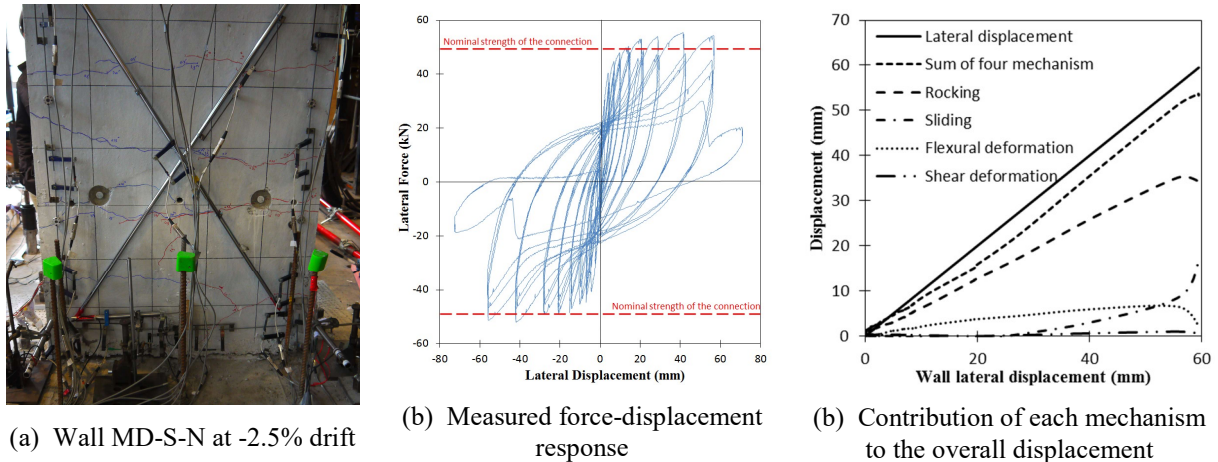 60
Nominal strength of the connection
40
20
0
-20
-40
Nominal strength of the connection
-60
-80 -60 -40 -20 0 20 40 60 80
Lateral Force (kN)
Lateral Displacement (mm)
70
60
50
40
30
20
10
0
Lateral displacement
Sum of four mechanism
Rocking
Sliding
Flexural deformation
Shear deformation
0 20 40 60
Displacement (mm)
Wall lateral displacement (mm)
(a) Wall MD-S-N at -2.5% drift
(b) Measured force-displacement
response
(b) Contribution of each mechanism
to the overall displacement